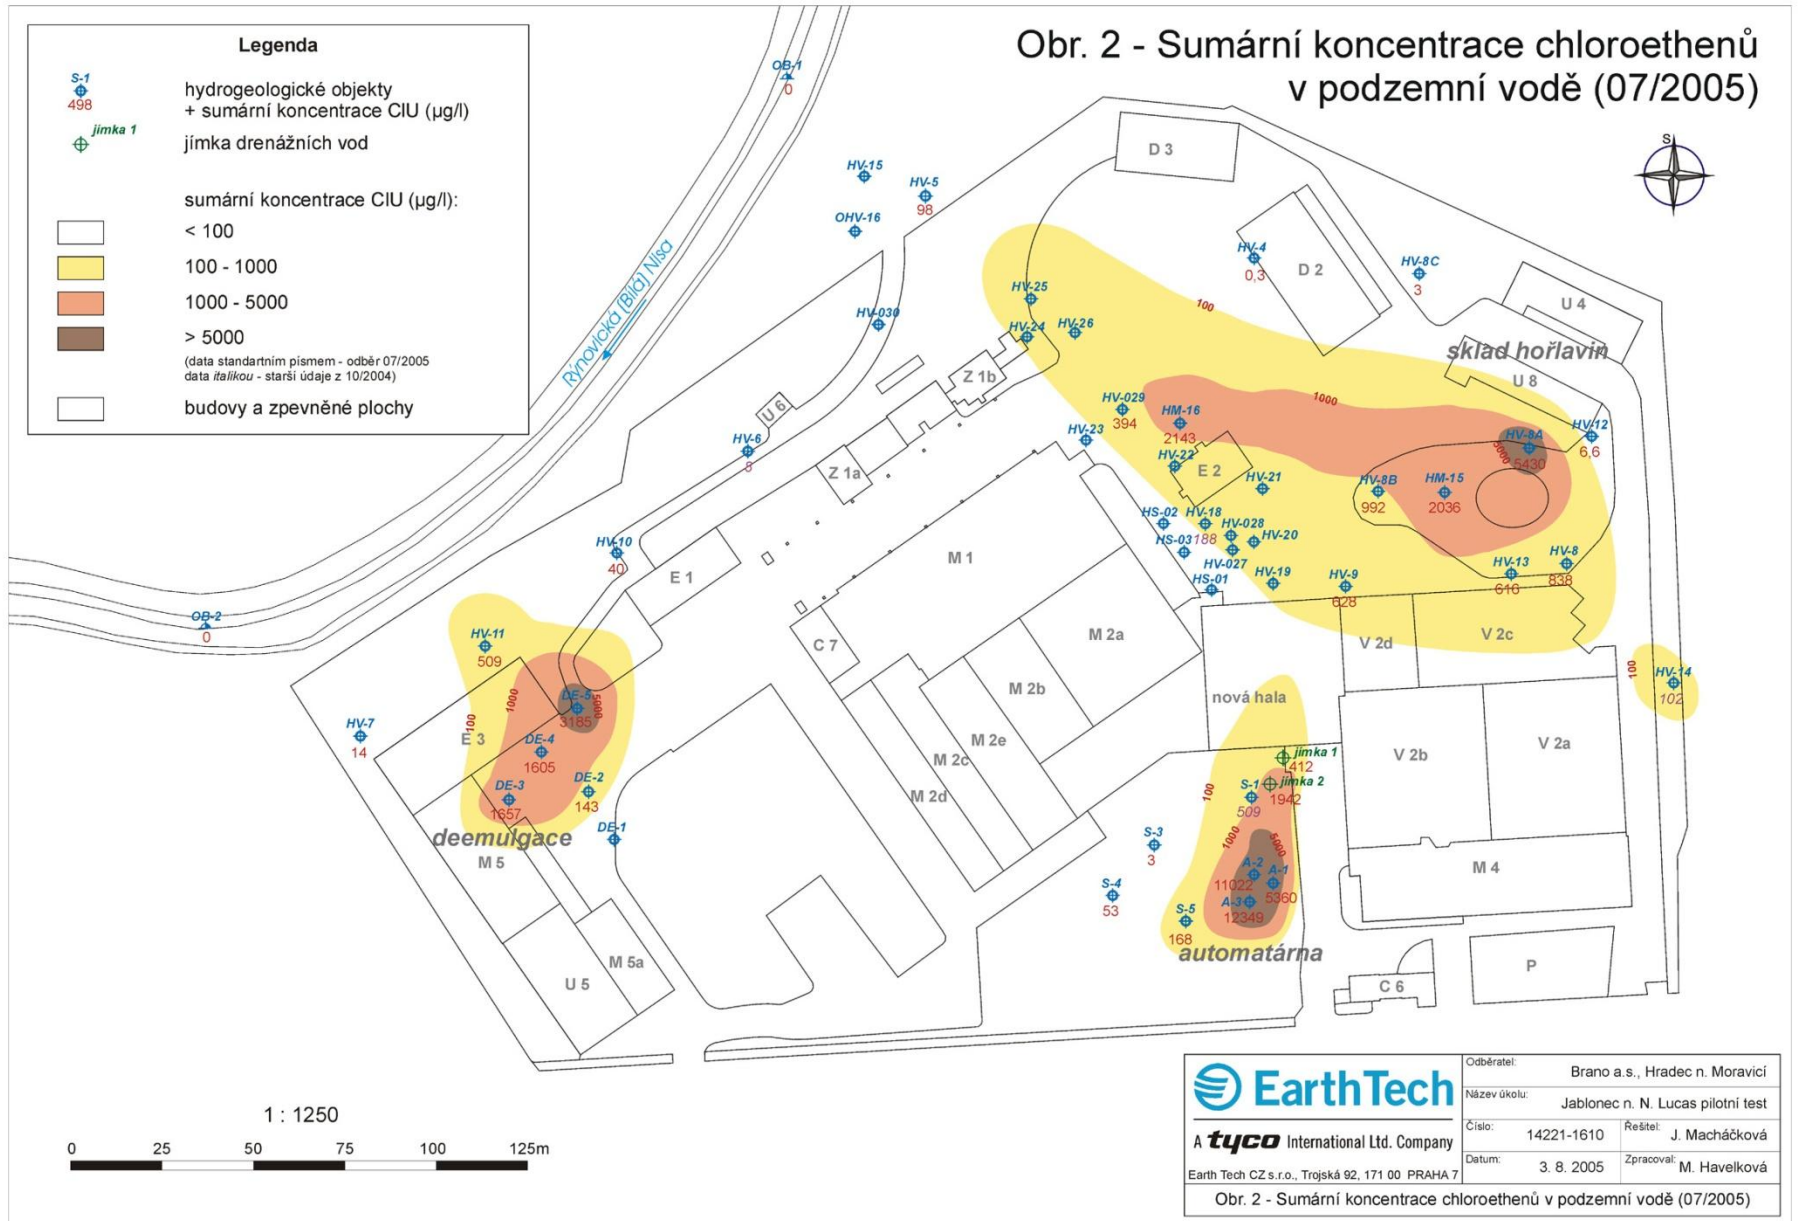 Obr. 2 - Sumární koncentrace chloroethenů
v podzemní vodě (07/2005)
Legenda
S-1
498
hydrogeologické objekty
+ sumární koncentrace ClU (µg/l)
jímka 1
jímka drenážních vod
sumární koncentrace ClU (µg/l):
< 100
100 - 1000
1000 - 5000
> 5000
(data standartním písmem - odběr 07/2005
data italikou - starší údaje z 10/2004)
budovy a zpevněné plochy
OB-1
0
Rýnovická (Bílá) Nisa
HV-15
HV-5
98
OHV-16
HV-030
D 3
S
HV-4
0,3
D 2
HV-8C
3
U 4
sklad hořlavin
U 8
HV-25
HV-24
HV-26
100
Z 1b
U 6
HV-6
8
Z 1a
HV-029
394
HM-16
2143
1000
HV-23
HV-22
E 2
HV-21
HV-8A
5430
5000
HV-12
6,6
HV-8B
992
HM-15
2036
HS-02
HV-18
188
HV-028
HV-20
HS-03
HV-027
HS-01
HV-19
HV-9
628
HV-13
616
HV-8
838
HV-10
40
E 1
M 1
OB-2
0
C 7
M 2a
M 2b
M 2e
M 2c
M 2d
V 2d
V 2c
100
HV-14
102
nová hala
V 2b
V 2a
HV-11
509
1000
100
DE-5
3185
5000
HV-7
14
E 3
DE-4
1605
DE-3
1657
DE-2
143
DE-1
deemulgace
M 5
M 5a
U 5
jímka 1
412
jímka 2
1942
S-1
509
100
1000
5000
S-3
3
S-4
53
A-2
11022
A-1
5360
A-3
12349
S-5
168
automatárna
M 4
C 6
P
1 : 1250
0 25 50 75 100 125m
EarthTech
A tyco International Ltd. Company
Earth Tech CZ s.r.o., Trojská 92, 171 00 PRAHA 7
Odběratel: Brano a.s., Hradec n. Moravicí
Název úkolu: Jablonec n. N. Lucas pilotní test
Číslo: 14221-1610 Řešitel: J. Macháčková
Datum: 3. 8. 2005 Zpracoval: M. Havelková
Obr. 2 - Sumární koncentrace chloroethenů v podzemní vodě (07/2005)